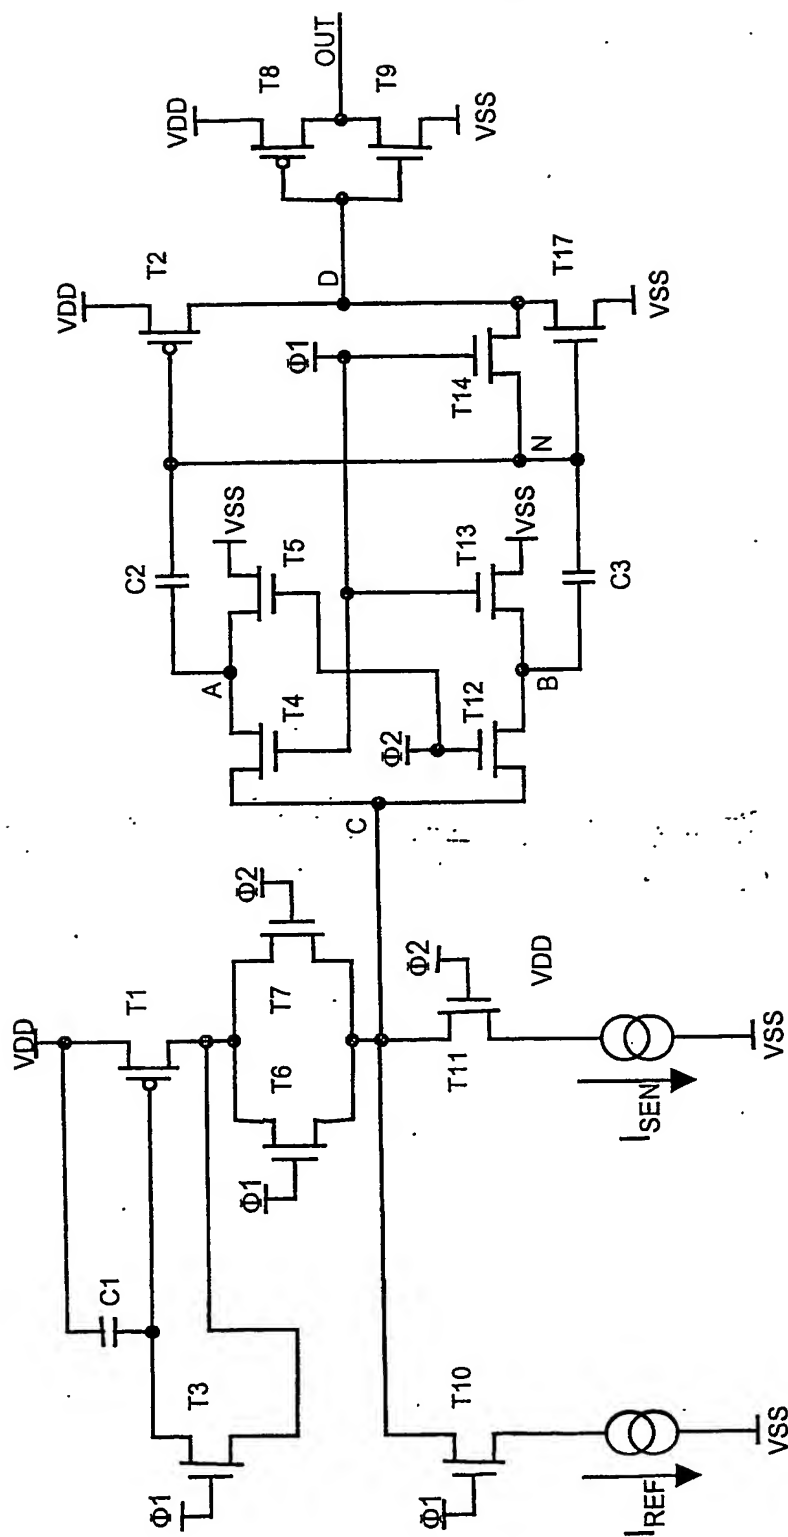 VDD
OUT
T8
T9
VSS
VDD
T2
D
T17
VSS
Φ1
T14
N
C2
VSS
T5
T13
VSS
C3
A
T4
Φ2
T12
B
C
Φ2
VDD
T1
T7
T6
Φ1
Φ2
T11
VDD
ISEN
VSS
C1
T3
Φ1
T10
Φ1
IREF
VSS